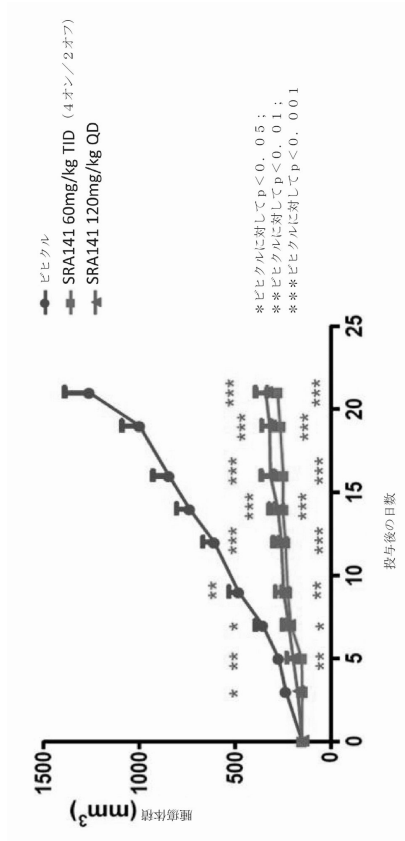 ビヒクル
SRA141 60mg/kg TID（4オン／2オフ）
SRA141 120mg/kg QD
＊ビヒクルに対してp＜0．05；
＊＊ビヒクルに対してp＜0．01；
＊＊＊ビヒクルに対してp＜0．001
腫瘍体積 (mm³)
1500
1000
500
0
* ** * ** *** *** *** *** ***
** * ** *** *** *** *** ***
0 5 10 15 20 25
投与後の日数